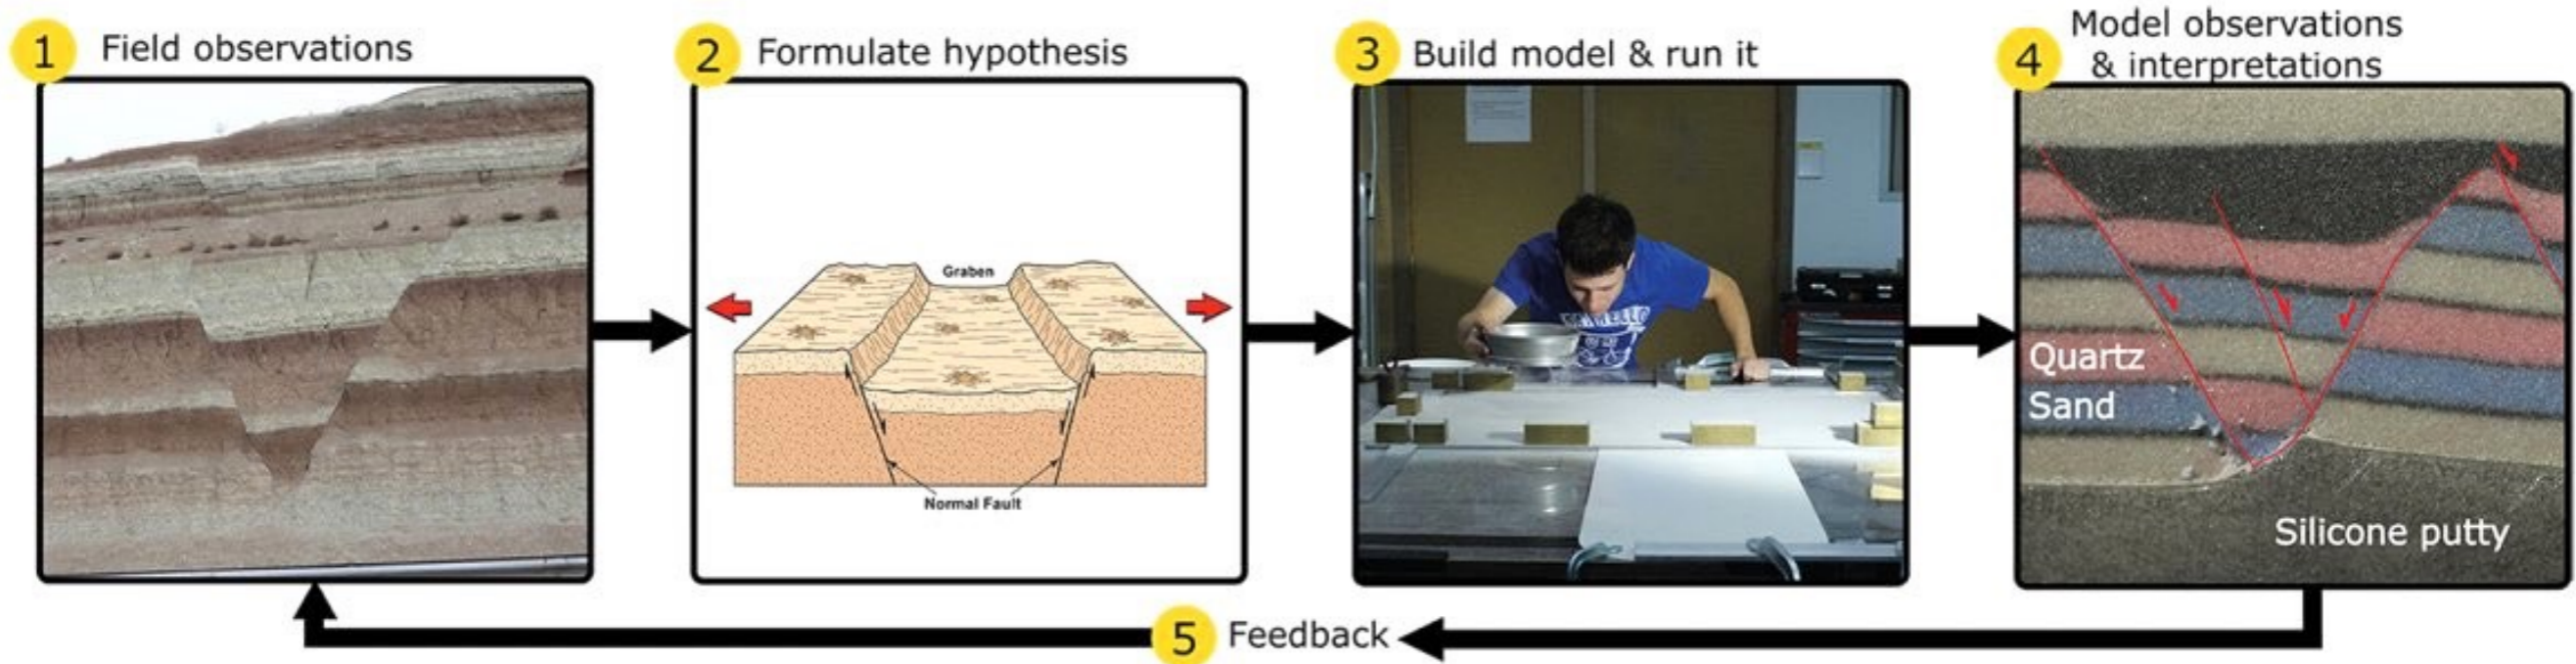 1 Field observations
2 Formulate hypothesis
3 Build model & run it
4 Model observations
& interpretations
Graben
Normal Fault
Quartz
Sand
Silicone putty
5 Feedback